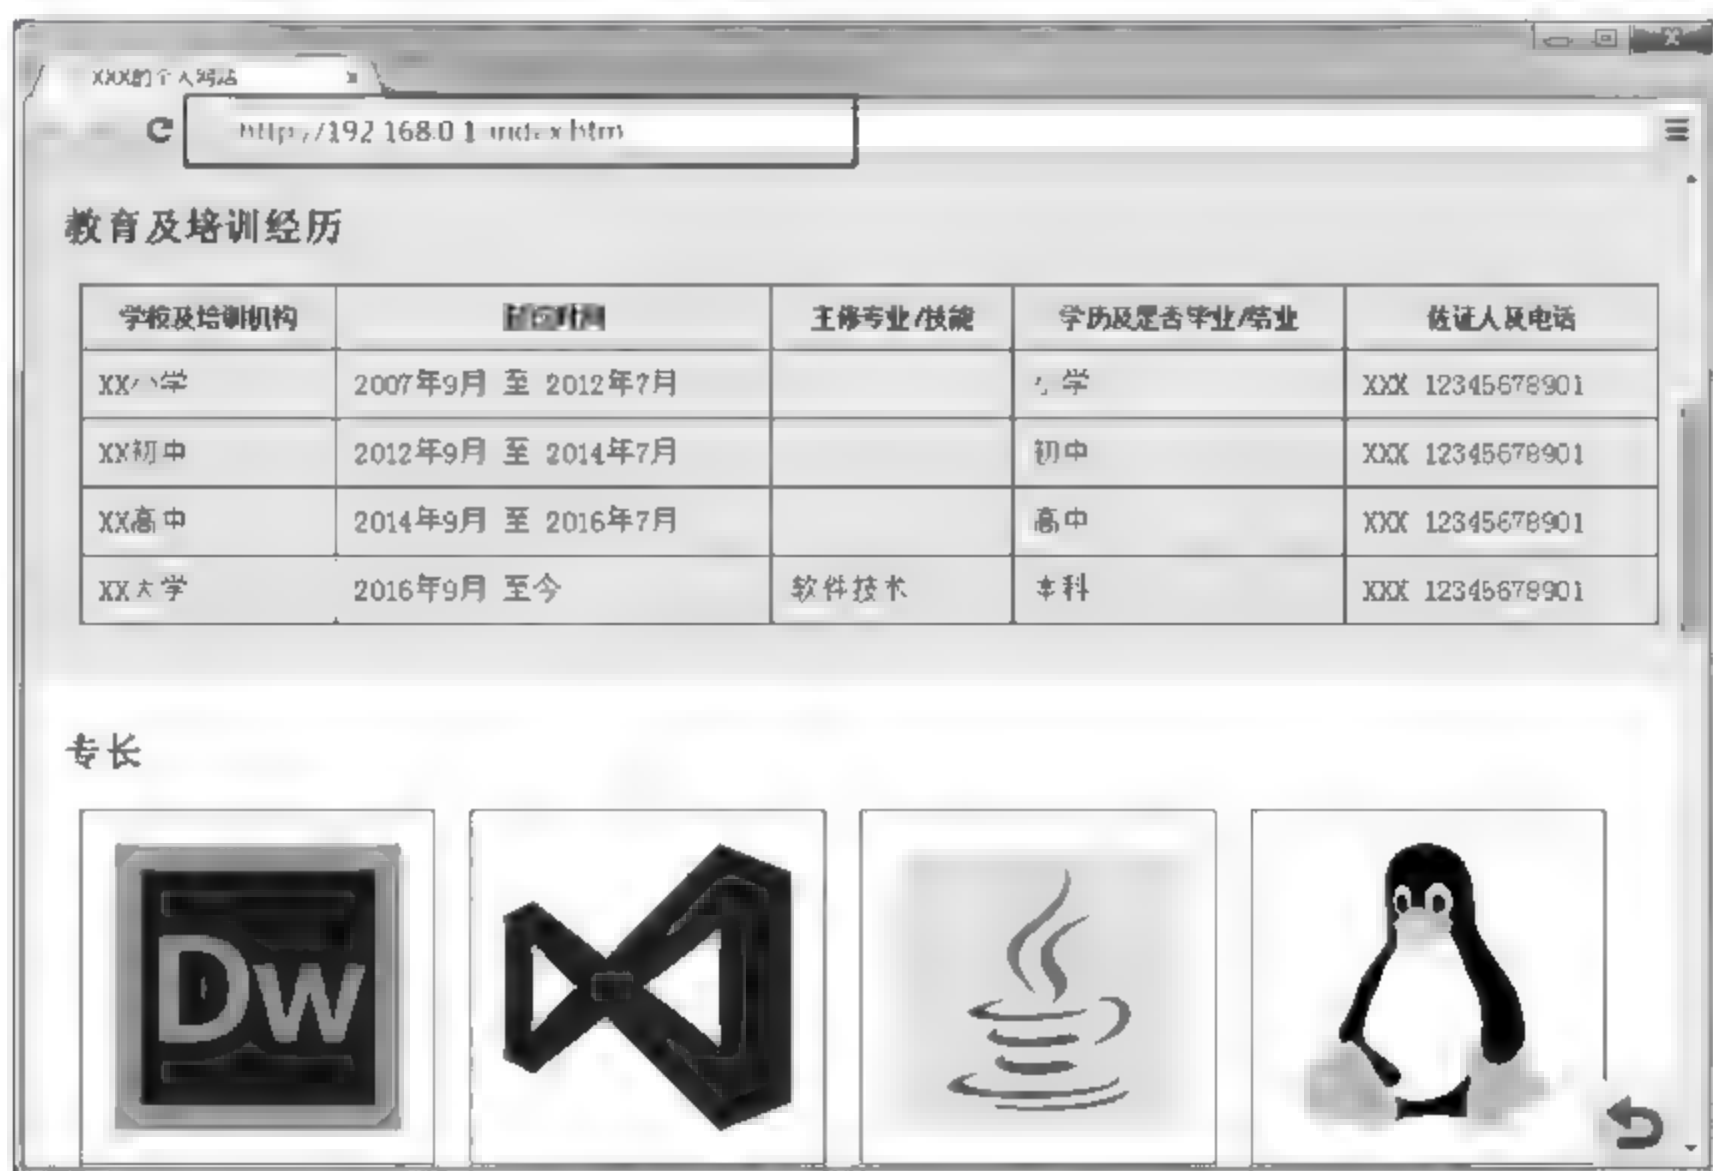 XXX的个人网站
http://192.168.0.1/index.htm
教育及培训经历
学校及培训机构 主修专业/技能 学历及是否毕业/结业 佐证人及电话
XX小学 2007年9月 至 2012年7月 小学 XXX 12345678901
XX初中 2012年9月 至 2014年7月 初中 XXX 12345678901
XX高中 2014年9月 至 2016年7月 高中 XXX 12345678901
XX大学 2016年9月 至今 软件技术 本科 XXX 12345678901
专长
Dw